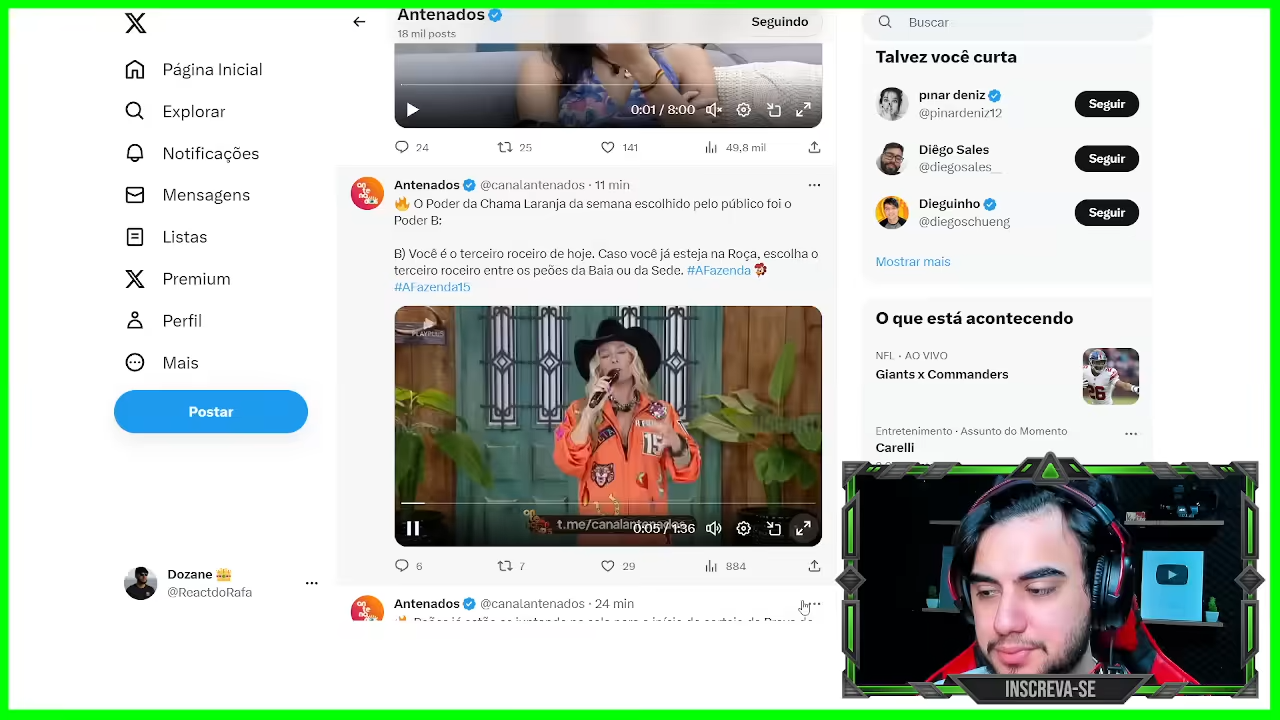 Página Inicial
Explorar
Notificações
Mensagens
Listas
Premium
Perfil
Mais
Postar
Dozane
@ReactdoRafa
Antenados
18 mil posts
Seguindo
0:01 / 8:00
24
25
141
49,8 mil
Antenados @canalantenados · 11 min
🔥 O Poder da Chama Laranja da semana escolhido pelo público foi o
Poder B:
B) Você é o terceiro roceiro de hoje. Caso você já esteja na Roça, escolha o
terceiro roceiro entre os peões da Baia ou da Sede. #AFazenda
#AFazenda15
15
t.me/canalantenados
0:05 / 1:36
6
7
29
884
Antenados @canalantenados · 24 min
Buscar
Talvez você curta
pınar deniz
@pinardeniz12
Seguir
Diêgo Sales
@diegosales__
Seguir
Dieguinho
@diegoschueng
Seguir
Mostrar mais
O que está acontecendo
NFL · AO VIVO
Giants x Commanders
Entretenimento · Assunto do Momento
Carelli
INSCREVA-SE